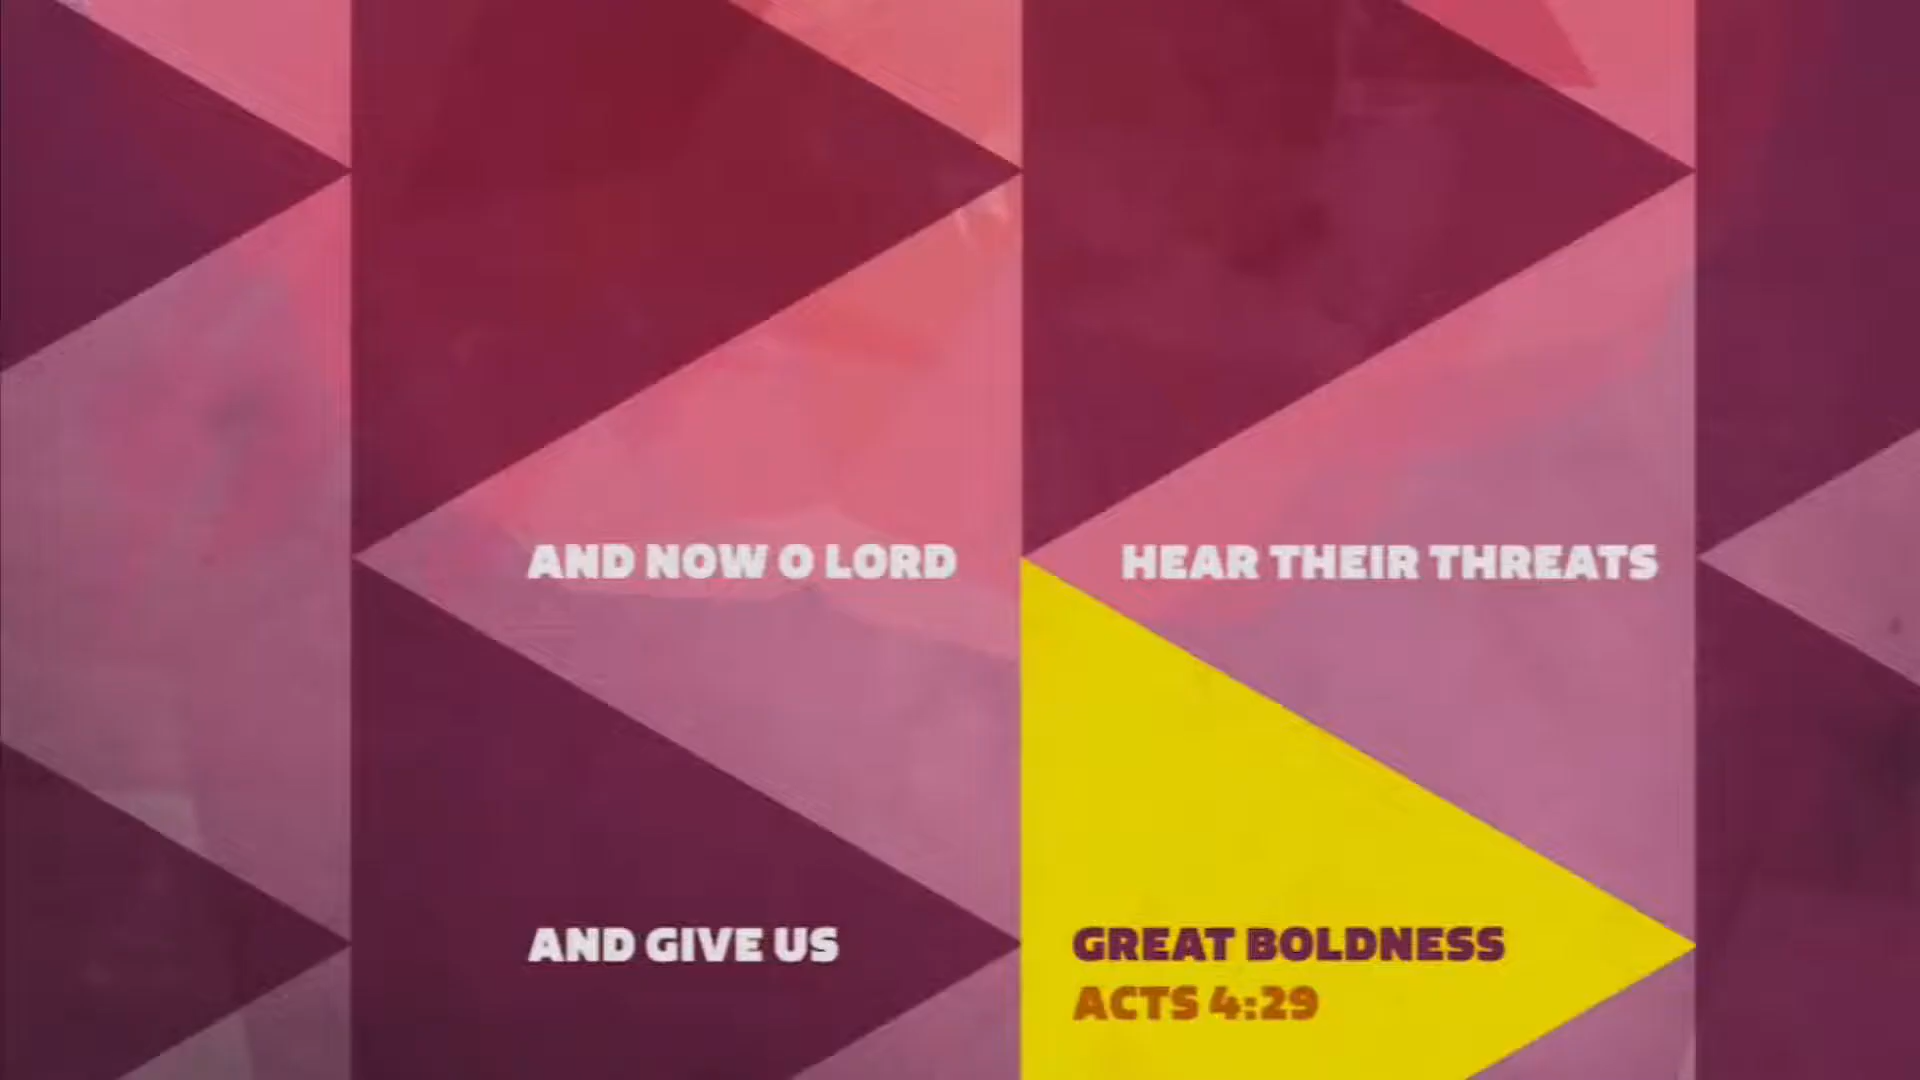 AND NOW O LORD HEAR THEIR THREATS
AND GIVE US GREAT BOLDNESS
ACTS 4:29